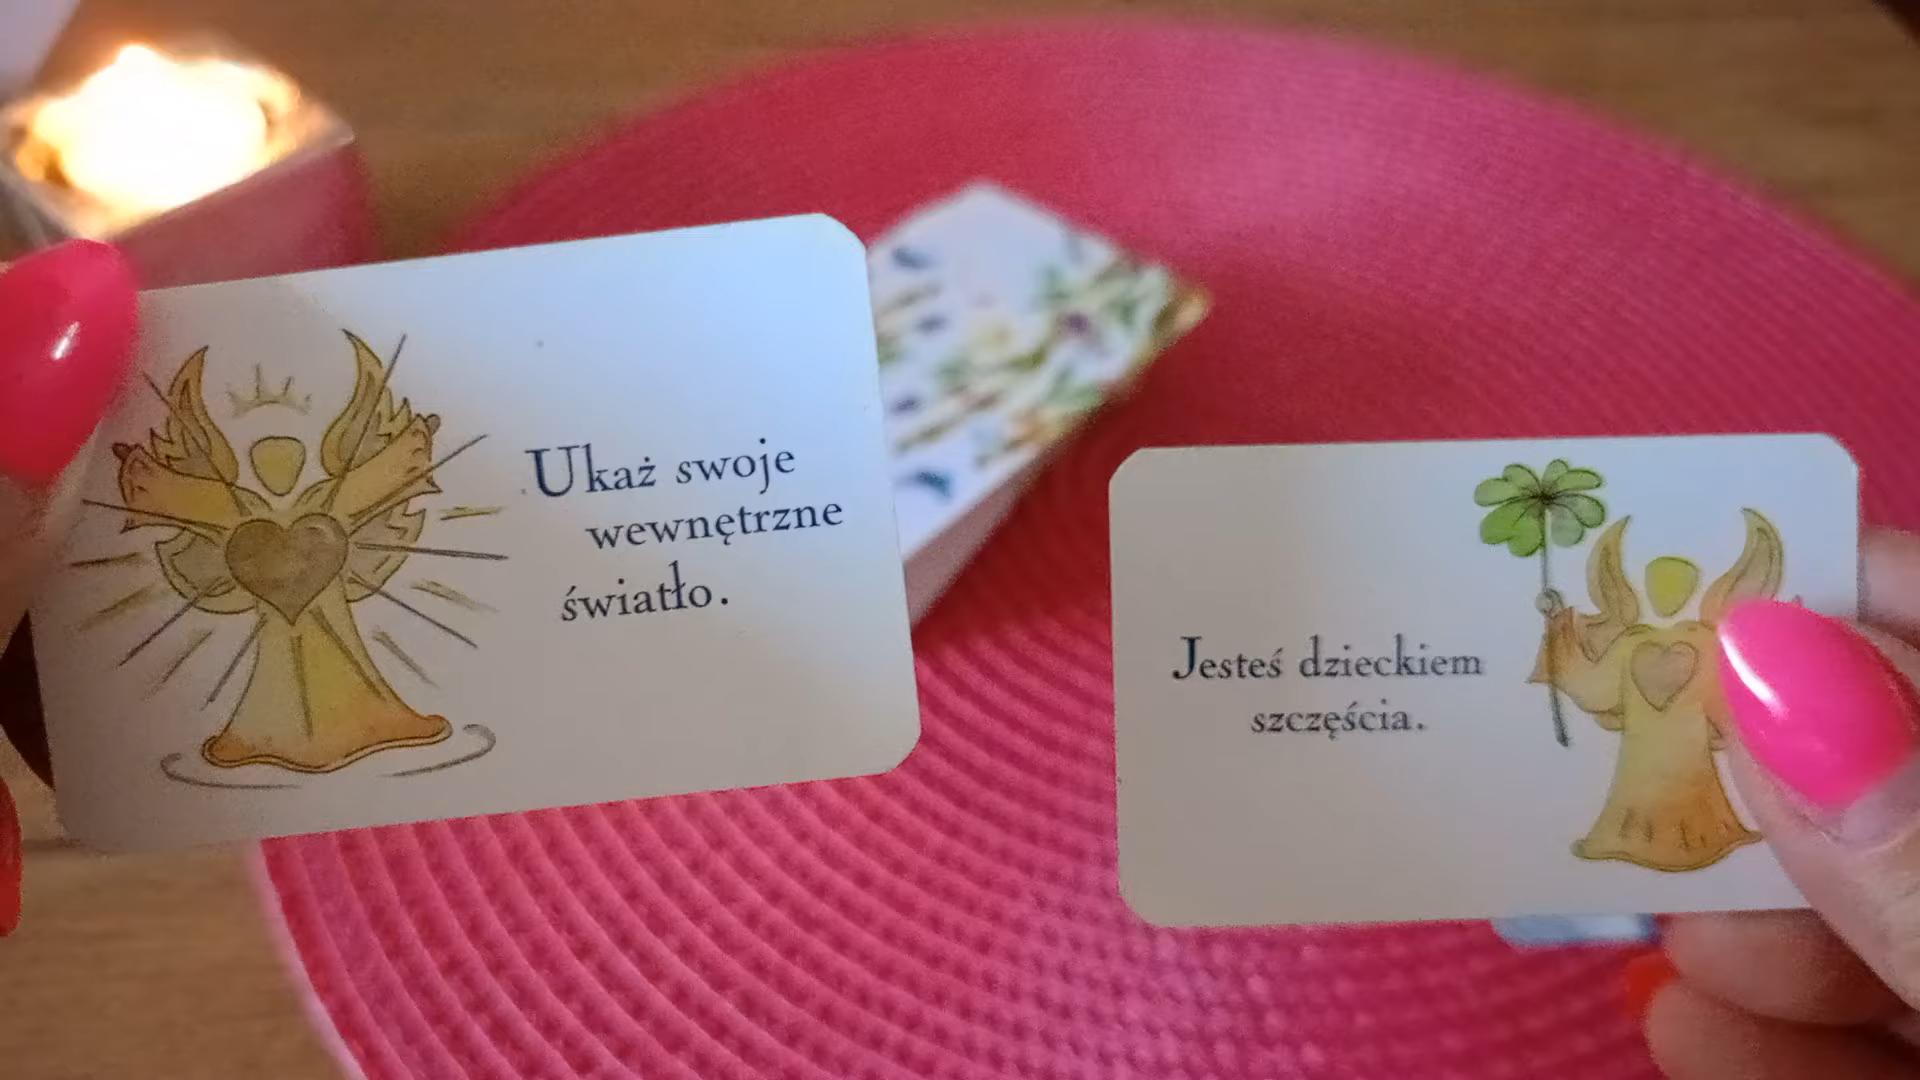 Ukaż swoje
wewnętrzne
światło.
Jesteś dzieckiem
szczęścia.